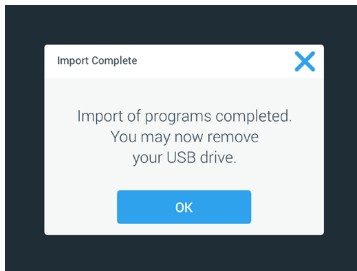 Import Complete
Import of programs completed.
You may now remove
your USB drive.
OK